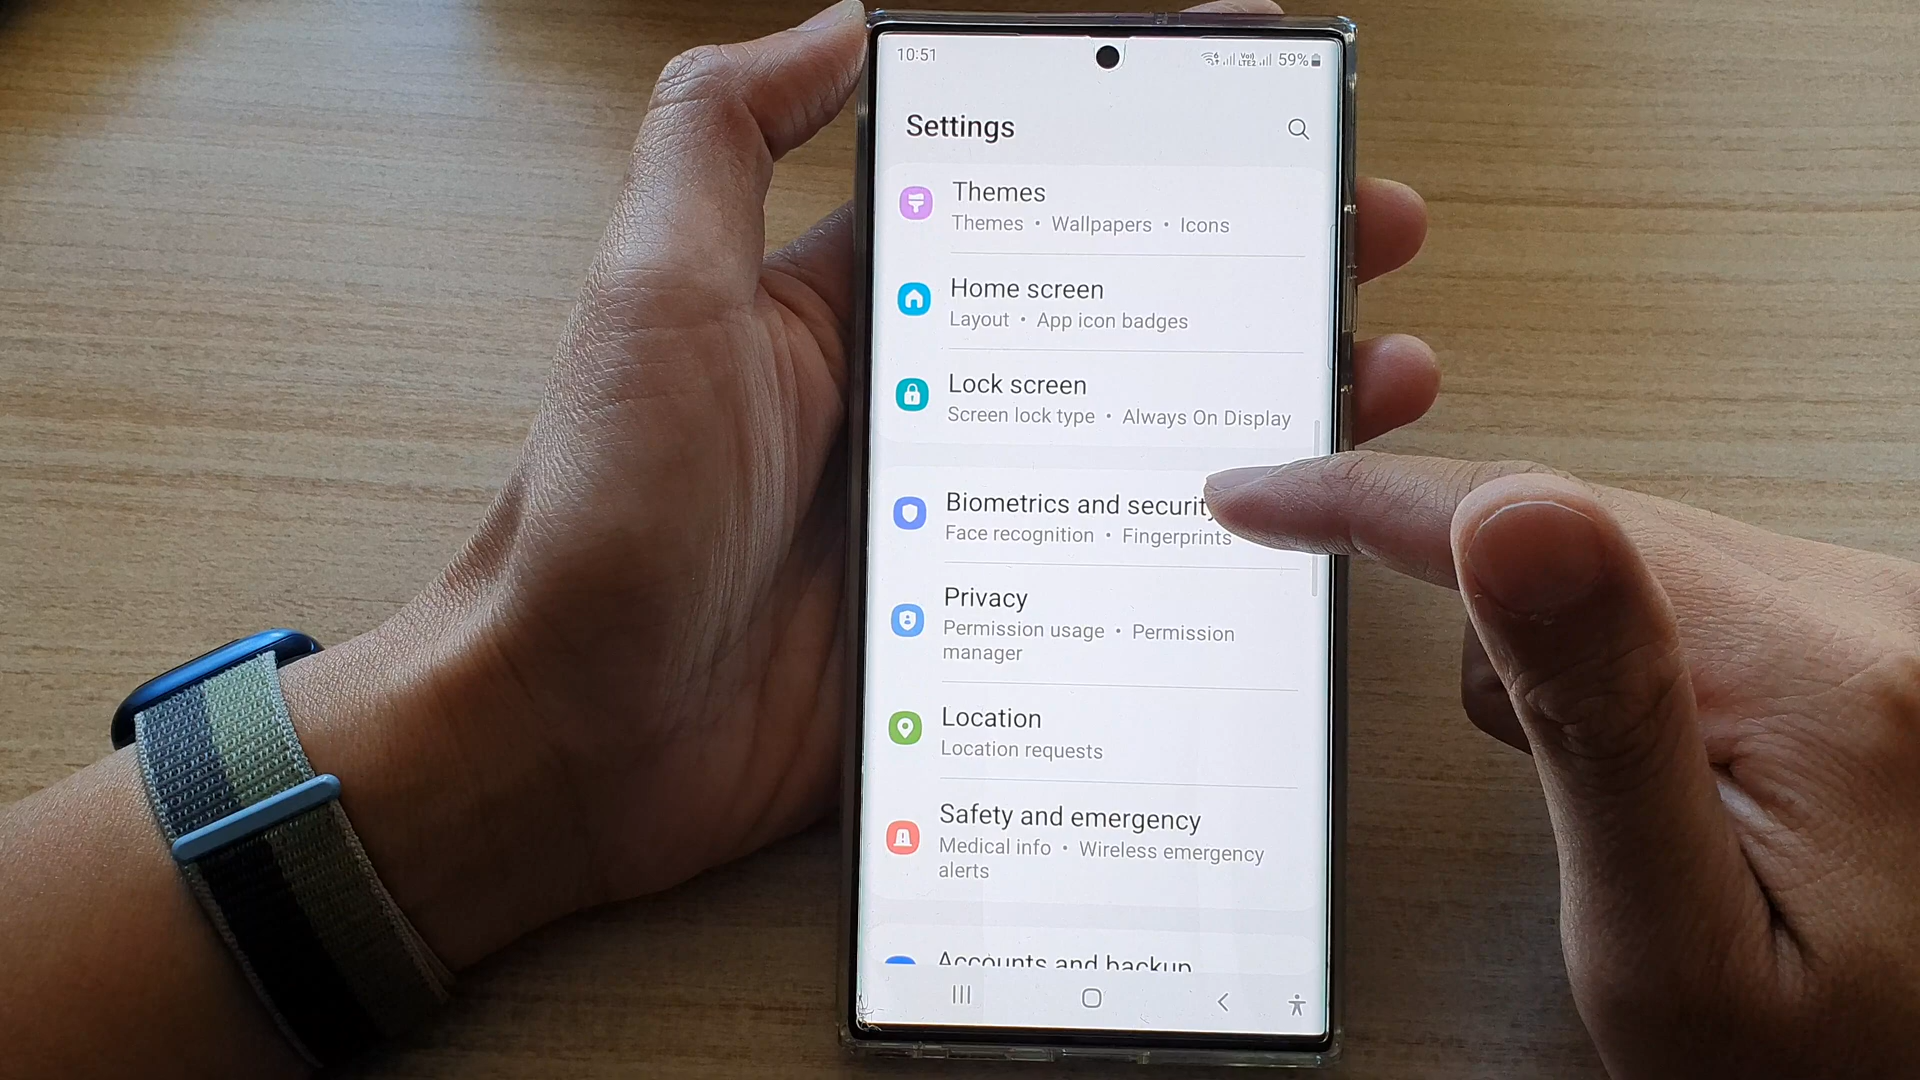 10:51
VoI) LTE2 59%
Settings
Themes
Themes • Wallpapers • Icons
Home screen
Layout • App icon badges
Lock screen
Screen lock type • Always On Display
Biometrics and security
Face recognition • Fingerprints
Privacy
Permission usage • Permission
manager
Location
Location requests
Safety and emergency
Medical info • Wireless emergency
alerts
Accounts and backup